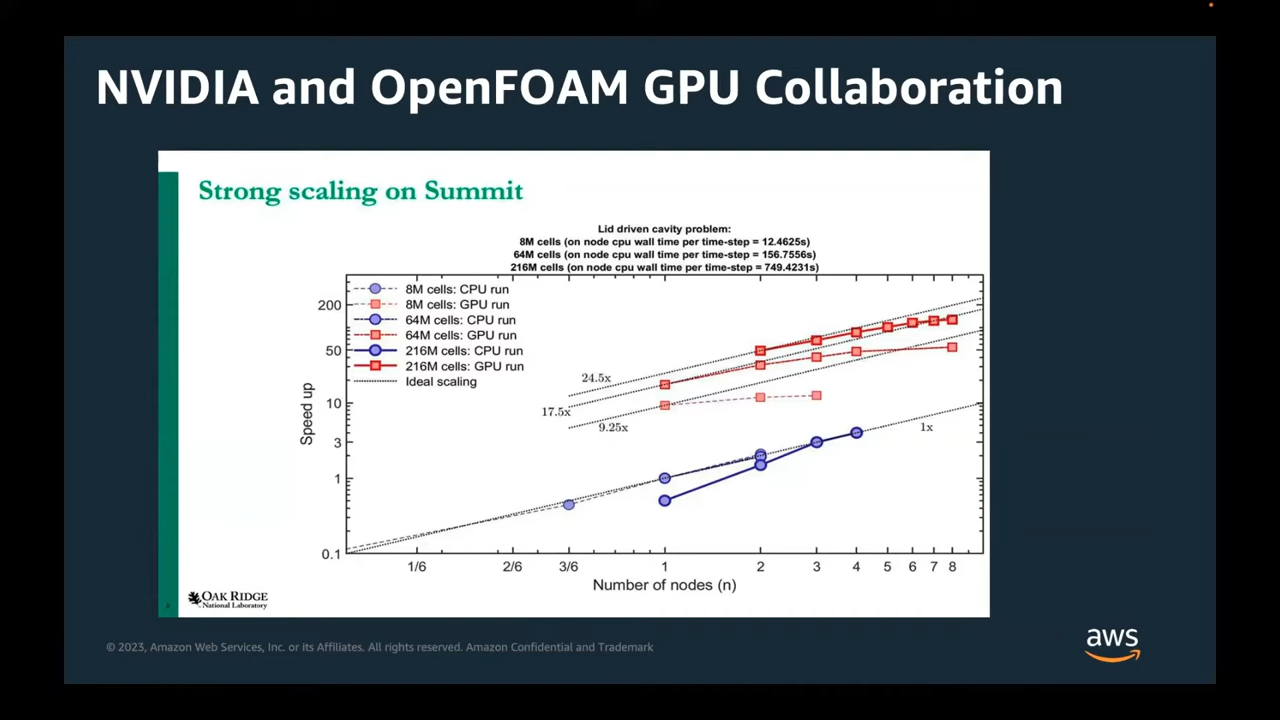 NVIDIA and OpenFOAM GPU Collaboration
Strong scaling on Summit
Lid driven cavity problem:
8M cells (on node cpu wall time per time-step = 12.4625s)
64M cells (on node cpu wall time per time-step = 156.7556s)
216M cells (on node cpu wall time per time-step = 749.4231s)
8M cells: CPU run
8M cells: GPU run
64M cells: CPU run
64M cells: GPU run
216M cells: CPU run
216M cells: GPU run
Ideal scaling
200
50
10
3
1
0.1
Speed up
24.5x
17.5x
9.25x
1x
1/6 2/6 3/6 1 2 3 4 5 6 7 8
Number of nodes (n)
OAK RIDGE
National Laboratory
© 2023, Amazon Web Services, Inc. or its Affiliates. All rights reserved. Amazon Confidential and Trademark
aws